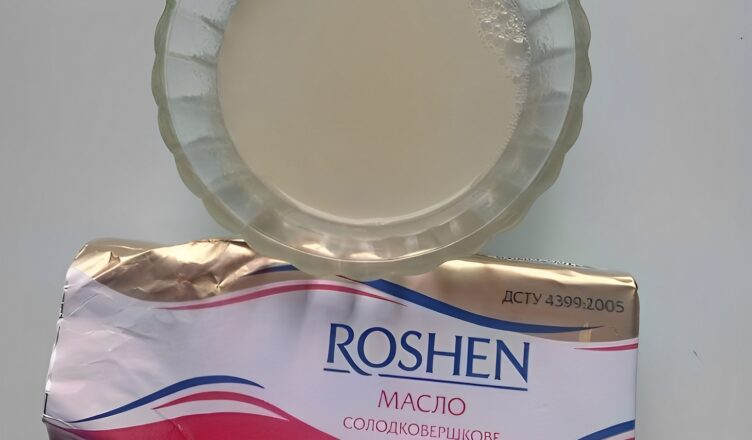 ДСТУ 4399:2005
ROSHEN
МАСЛО
СОЛОДКОВЕРШКОВЕ